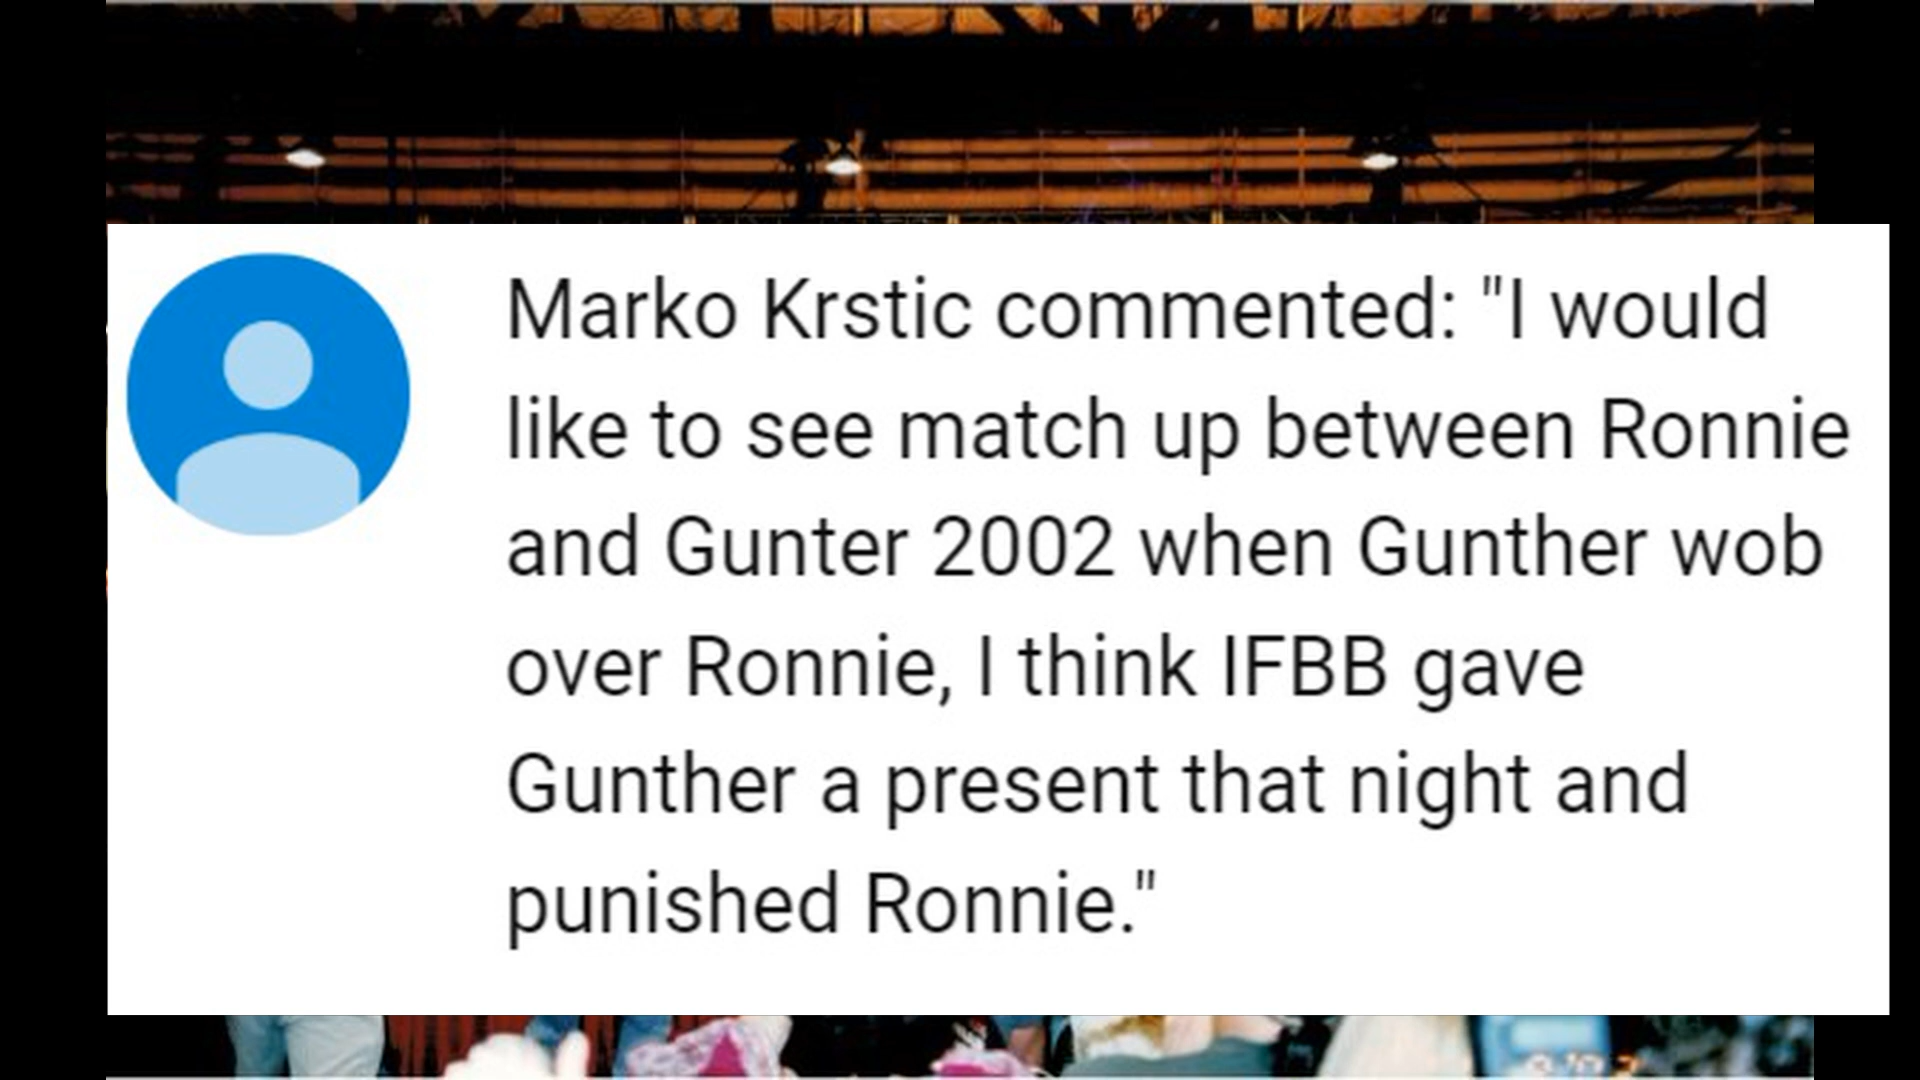 Marko Krstic commented: "I would
like to see match up between Ronnie
and Gunter 2002 when Gunther wob
over Ronnie, I think IFBB gave
Gunther a present that night and
punished Ronnie."